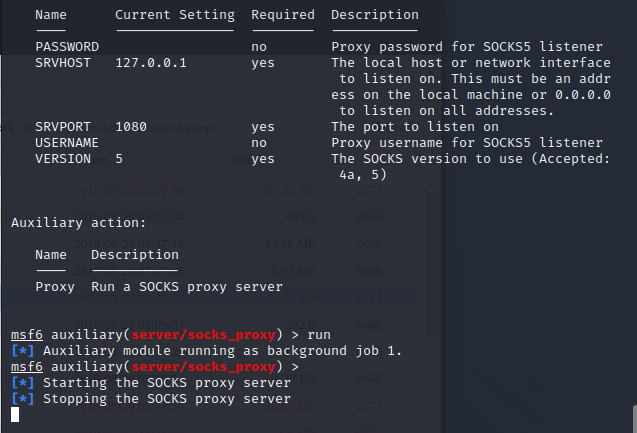 Name Current Setting Required Description
PASSWORD no Proxy password for SOCKS5 listener
SRVHOST 127.0.0.1 yes The local host or network interface
to listen on. This must be an addr
ess on the local machine or 0.0.0.0
to listen on all addresses.
SRVPORT 1080 yes The port to listen on
USERNAME no Proxy username for SOCKS5 listener
VERSION 5 yes The SOCKS version to use (Accepted:
4a, 5)
Auxiliary action:
Name Description
Proxy Run a SOCKS proxy server
msf6 auxiliary(server/socks_proxy) > run
[*] Auxiliary module running as background job 1.
msf6 auxiliary(server/socks_proxy) >
[*] Starting the SOCKS proxy server
[*] Stopping the SOCKS proxy server